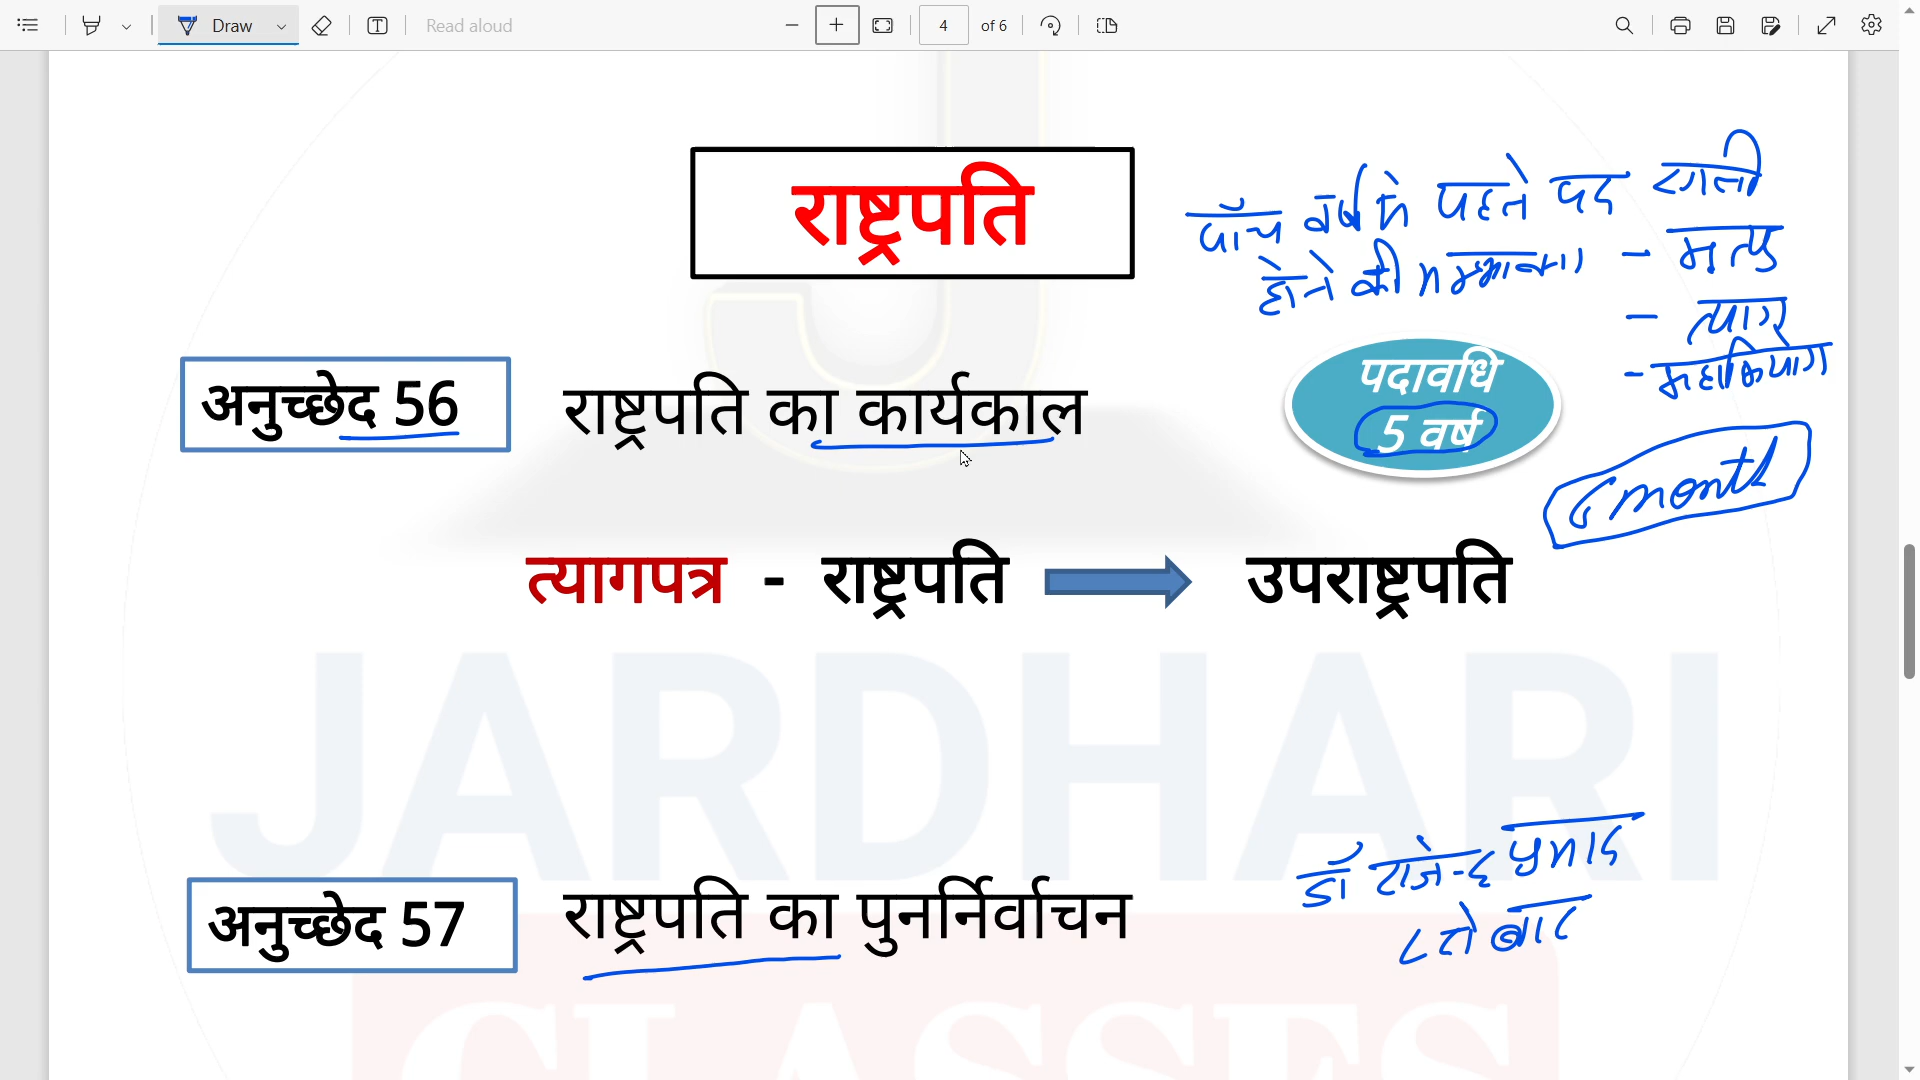 Draw
Read aloud
4 of 6
राष्ट्रपति
पाँच वर्ष से पहले पद खाली
होने की सम्भावना - मृत्यु
- त्याग
- महाभियोग
अनुच्छेद 56 राष्ट्रपति का कार्यकाल
पदावधि
5 वर्ष
6 month
त्यागपत्र - राष्ट्रपति उपराष्ट्रपति
JARDHARI
डॉ राजेन्द्र प्रसाद
दो बार
अनुच्छेद 57 राष्ट्रपति का पुनर्निर्वाचन
CLASSES